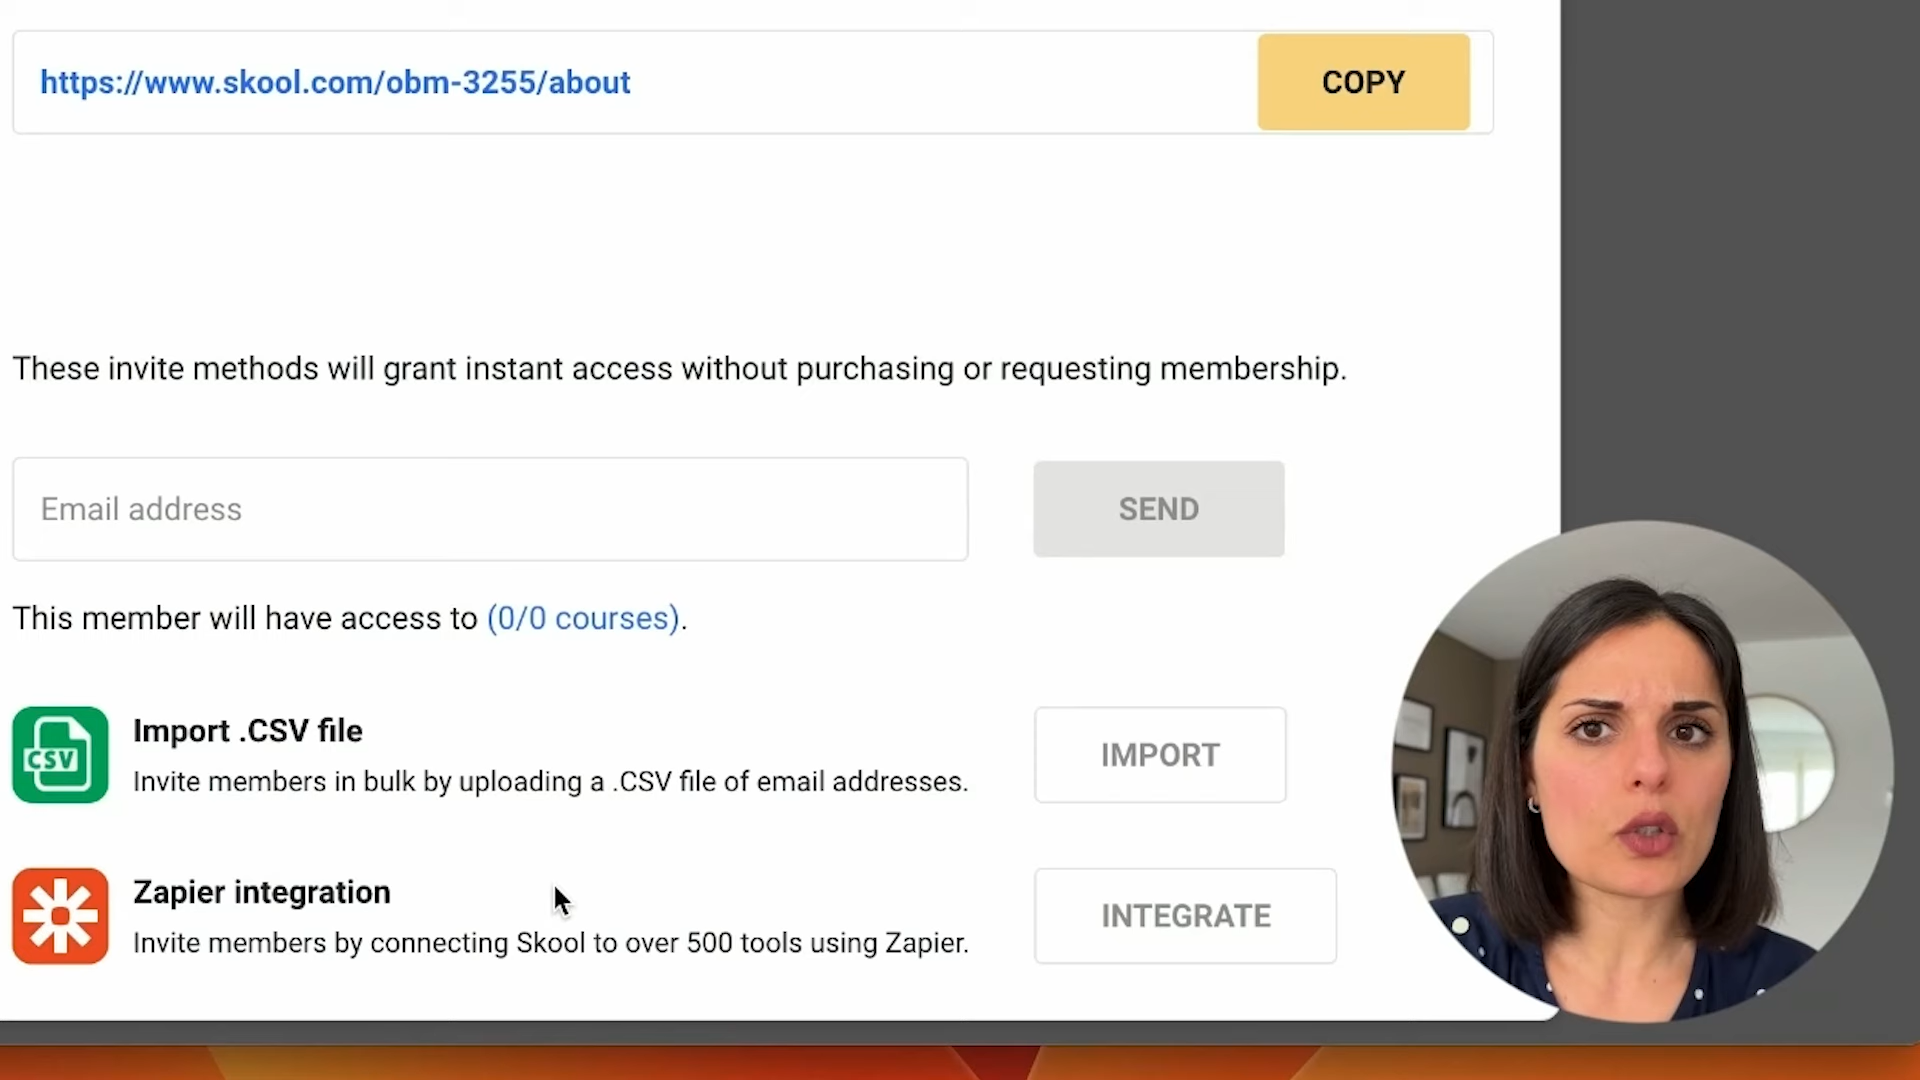 https://www.skool.com/obm-3255/about
COPY
These invite methods will grant instant access without purchasing or requesting membership.
Email address
SEND
This member will have access to (0/0 courses).
CSV
Import .CSV file
Invite members in bulk by uploading a .CSV file of email addresses.
IMPORT
Zapier integration
Invite members by connecting Skool to over 500 tools using Zapier.
INTEGRATE